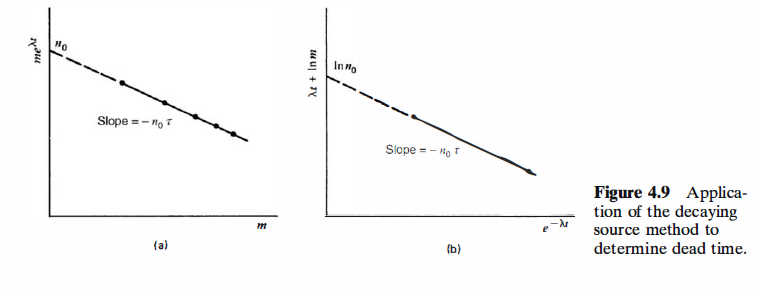 me^λt
n₀
Slope = − n₀ τ
m
(a)
λt + ln m
ln n₀
Slope = − n₀ τ
e^−λt
(b)
Figure 4.9 Applica-
tion of the decaying
source method to
determine dead time.